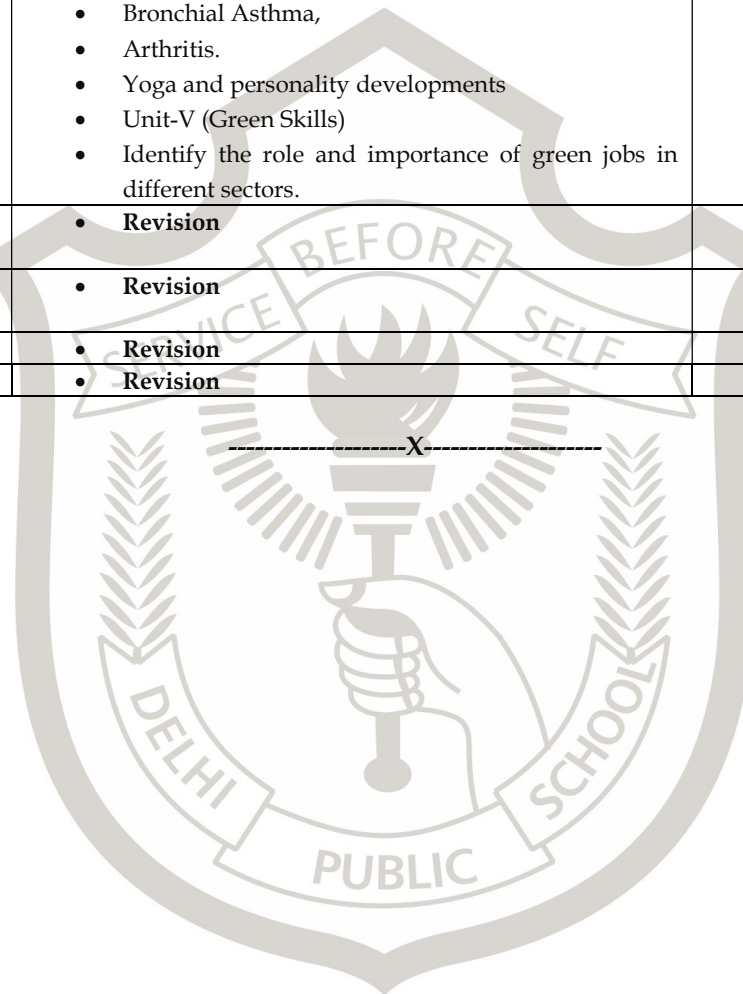 • Bronchial Asthma,
• Arthritis.
• Yoga and personality developments
• Unit-V (Green Skills)
• Identify the role and importance of green jobs in
different sectors.
• Revision
• Revision
• Revision
• Revision
---------------------X---------------------
SERVICE BEFORE SELF
DELHI PUBLIC SCHOOL